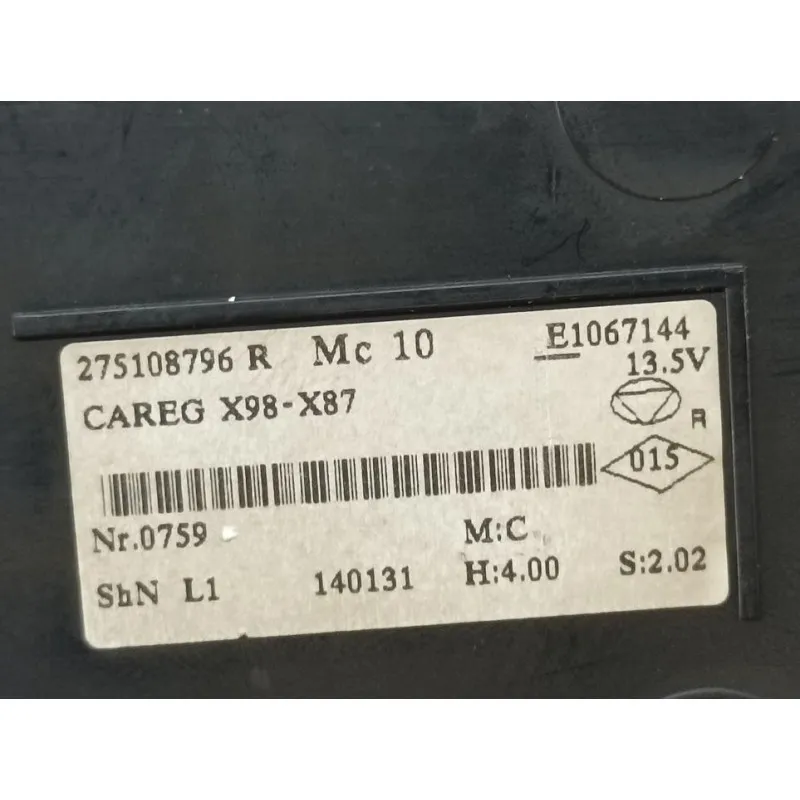 275108796 R Mc 10 E1067144
13.5V
CAREG X98-X87
R
015
Nr.0759 M:C
ShN L1 140131 H:4.00 S:2.02